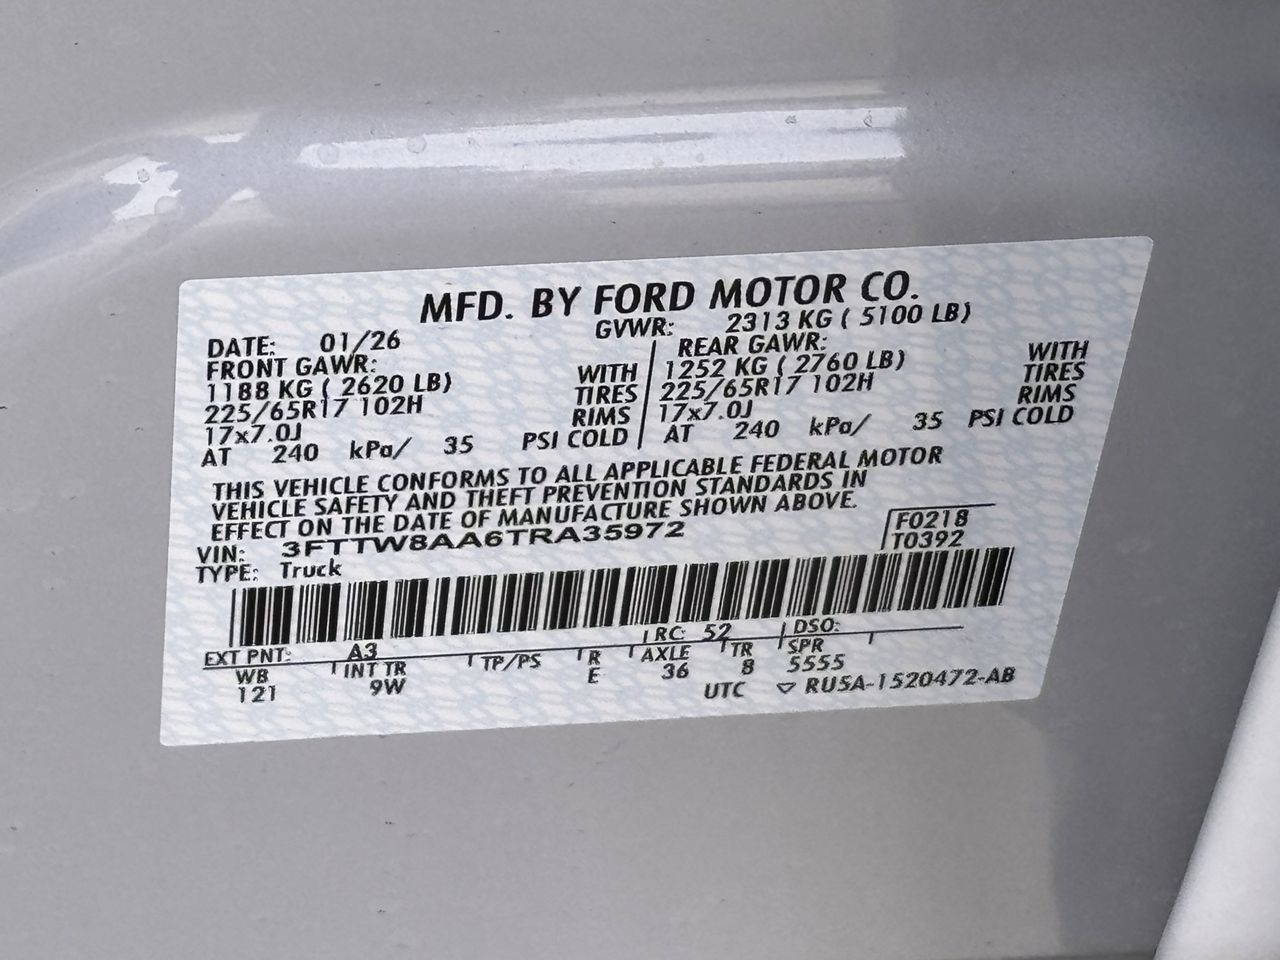 MFD. BY FORD MOTOR CO.
DATE: 01/26 GVWR: 2313 KG ( 5100 LB)
FRONT GAWR: REAR GAWR:
1188 KG ( 2620 LB) WITH 1252 KG ( 2760 LB) WITH
225/65R17 102H TIRES 225/65R17 102H TIRES
17x7.0J RIMS 17x7.0J RIMS
AT 240 kPa/ 35 PSI COLD AT 240 kPa/ 35 PSI COLD
THIS VEHICLE CONFORMS TO ALL APPLICABLE FEDERAL MOTOR
VEHICLE SAFETY AND THEFT PREVENTION STANDARDS IN
EFFECT ON THE DATE OF MANUFACTURE SHOWN ABOVE.
VIN: 3FTTW8AA6TRA35972 F0218
TYPE: Truck T0392
EXT PNT: A3 RC: 52 DSO:
WB INT TR TP/PS R AXLE TR SPR
121 9W E 36 8 5555
UTC ▽ RU5A-1520472-AB